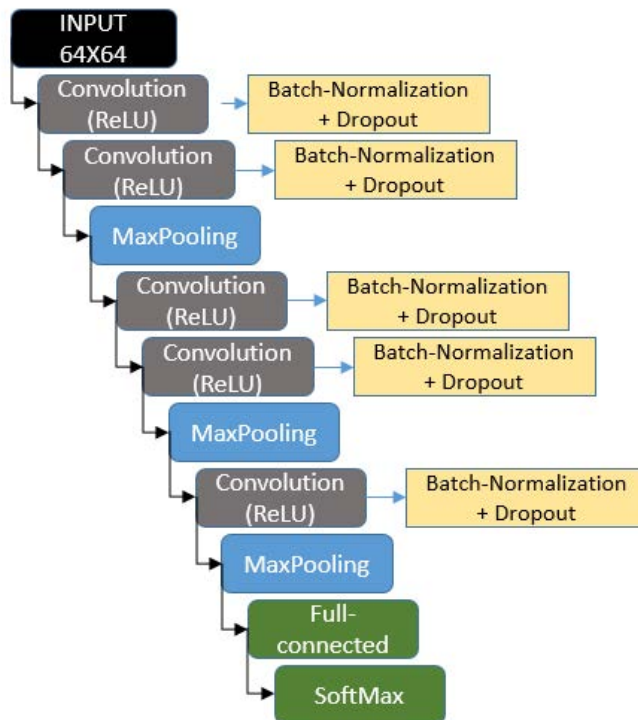 INPUT
64X64
Convolution
(ReLU)
Batch-Normalization
+ Dropout
Convolution
(ReLU)
Batch-Normalization
+ Dropout
MaxPooling
Convolution
(ReLU)
Batch-Normalization
+ Dropout
Convolution
(ReLU)
Batch-Normalization
+ Dropout
MaxPooling
Convolution
(ReLU)
Batch-Normalization
+ Dropout
MaxPooling
Full-
connected
SoftMax